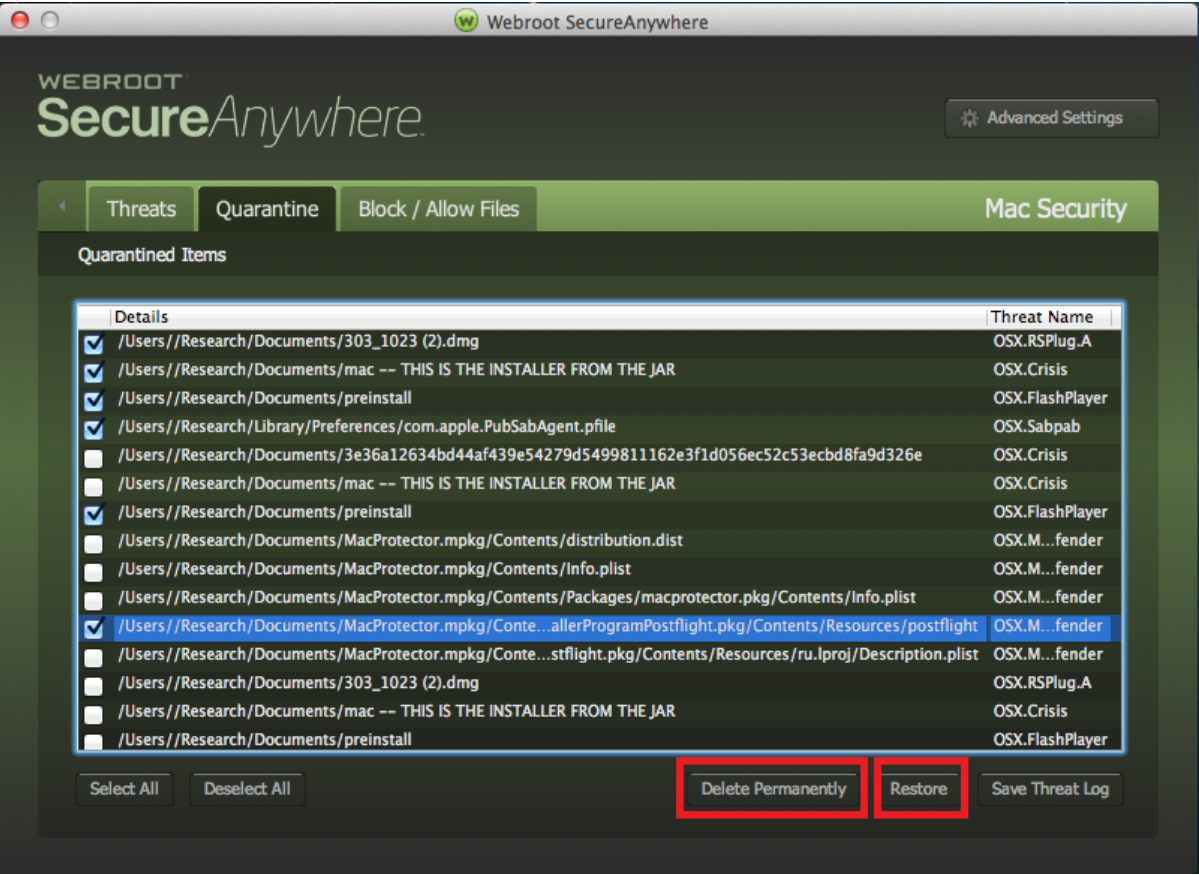 Webroot SecureAnywhere
WEBROOT
SecureAnywhere.
Advanced Settings
Threats Quarantine Block / Allow Files Mac Security
Quarantined Items
Details Threat Name
/Users//Research/Documents/303_1023 (2).dmg OSX.RSPlug.A
/Users//Research/Documents/mac -- THIS IS THE INSTALLER FROM THE JAR OSX.Crisis
/Users//Research/Documents/preinstall OSX.FlashPlayer
/Users//Research/Library/Preferences/com.apple.PubSabAgent.pfile OSX.Sabpab
/Users//Research/Documents/3e36a12634bd44af439e54279d5499811162e3f1d056ec52c53ecbd8fa9d326e OSX.Crisis
/Users//Research/Documents/mac -- THIS IS THE INSTALLER FROM THE JAR OSX.Crisis
/Users//Research/Documents/preinstall OSX.FlashPlayer
/Users//Research/Documents/MacProtector.mpkg/Contents/distribution.dist OSX.M...fender
/Users//Research/Documents/MacProtector.mpkg/Contents/Info.plist OSX.M...fender
/Users//Research/Documents/MacProtector.mpkg/Contents/Packages/macprotector.pkg/Contents/Info.plist OSX.M...fender
/Users//Research/Documents/MacProtector.mpkg/Conte...allerProgramPostflight.pkg/Contents/Resources/postflight OSX.M...fender
/Users//Research/Documents/MacProtector.mpkg/Conte...stflight.pkg/Contents/Resources/ru.lproj/Description.plist OSX.M...fender
/Users//Research/Documents/303_1023 (2).dmg OSX.RSPlug.A
/Users//Research/Documents/mac -- THIS IS THE INSTALLER FROM THE JAR OSX.Crisis
/Users//Research/Documents/preinstall OSX.FlashPlayer
Select All Deselect All Delete Permanently Restore Save Threat Log